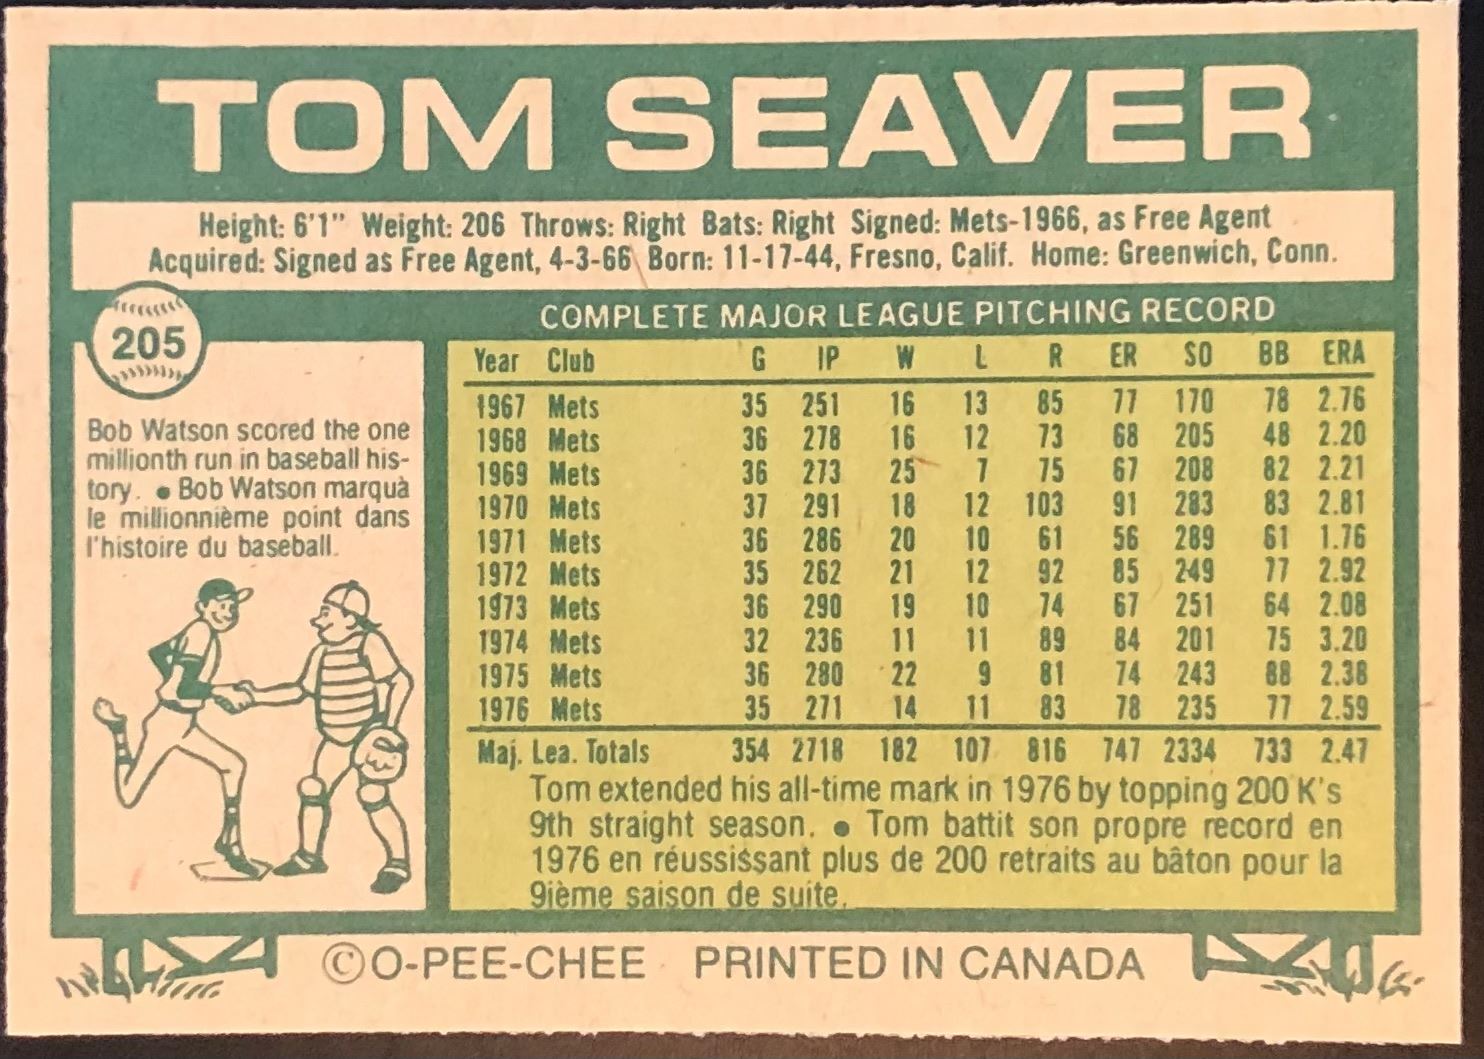 TOM SEAVER
Height: 6'1" Weight: 206 Throws: Right Bats: Right Signed: Mets-1966, as Free Agent
Acquired: Signed as Free Agent, 4-3-66 Born: 11-17-44, Fresno, Calif. Home: Greenwich, Conn.
205
Bob Watson scored the one
millionth run in baseball his-
tory. • Bob Watson marquà
le millionnième point dans
l'histoire du baseball.
COMPLETE MAJOR LEAGUE PITCHING RECORD
Year Club G IP W L R ER SO BB ERA
1967 Mets 35 251 16 13 85 77 170 78 2.76
1968 Mets 36 278 16 12 73 68 205 48 2.20
1969 Mets 36 273 25 7 75 67 208 82 2.21
1970 Mets 37 291 18 12 103 91 283 83 2.81
1971 Mets 36 286 20 10 61 56 289 61 1.76
1972 Mets 35 262 21 12 92 85 249 77 2.92
1973 Mets 36 290 19 10 74 67 251 64 2.08
1974 Mets 32 236 11 11 89 84 201 75 3.20
1975 Mets 36 280 22 9 81 74 243 88 2.38
1976 Mets 35 271 14 11 83 78 235 77 2.59
Maj. Lea. Totals 354 2718 182 107 816 747 2334 733 2.47
Tom extended his all-time mark in 1976 by topping 200 K's
9th straight season. • Tom battit son propre record en
1976 en réussissant plus de 200 retraits au bâton pour la
9ième saison de suite.
©O-PEE-CHEE PRINTED IN CANADA